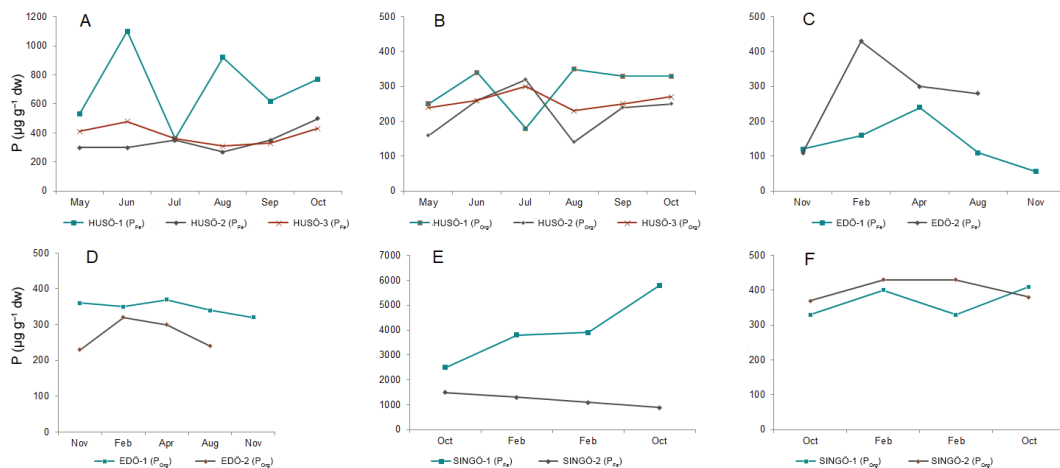 A
P (µg g⁻¹ dw)
1200
1000
800
600
400
200
0
May Jun Jul Aug Sep Oct
HUSÖ-1 (PFe) HUSÖ-2 (PFe) HUSÖ-3 (PFe)
B
500
400
300
200
100
0
May Jun Jul Aug Sep Oct
.HUSÖ-1 (POrg) HUSÖ-2 (POrg) HUSÖ-3 (POrg)
C
500
400
300
200
100
0
Nov Feb Apr Aug Nov
EDÖ-1 (PFe) EDÖ-2 (PFe)
D
P (µg g⁻¹ dw)
500
400
300
200
100
0
Nov Feb Apr Aug Nov
EDÖ-1 (POrg) EDÖ-2 (POrg)
E
7000
6000
5000
4000
3000
2000
1000
0
Oct Feb Feb Oct
SINGÖ-1 (PFe) SINGÖ-2 (PFe)
F
500
400
300
200
100
0
Oct Feb Feb Oct
SINGÖ-1 (POrg) SINGÖ-2 (POrg)